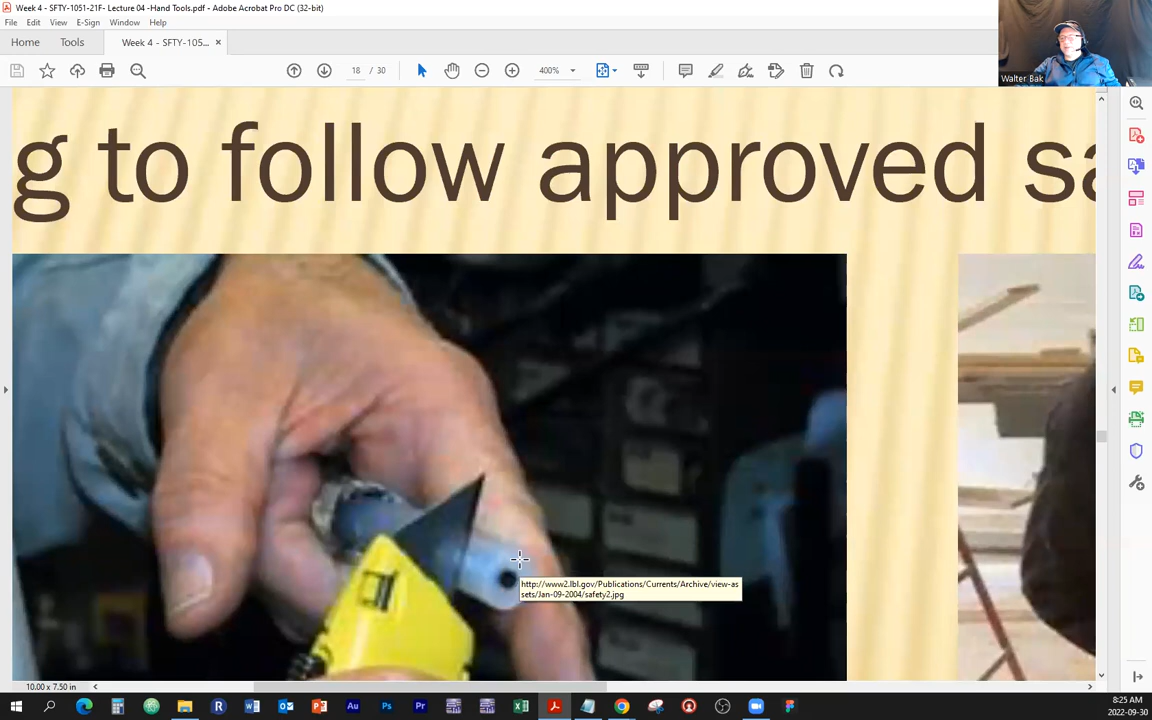 Week 4 - SFTY-1051-21F- Lecture 04 -Hand Tools.pdf - Adobe Acrobat Pro DC (32-bit)
File Edit View E-Sign Window Help
Home Tools Week 4 - SFTY-105... ×
18 / 30 400%
Walter Bak
g to follow approved sa
http://www2.lbl.gov/Publications/Currents/Archive/view-as
sets/Jan-09-2004/safety2.jpg
10.00 x 7.50 in
8:25 AM
2022-09-30